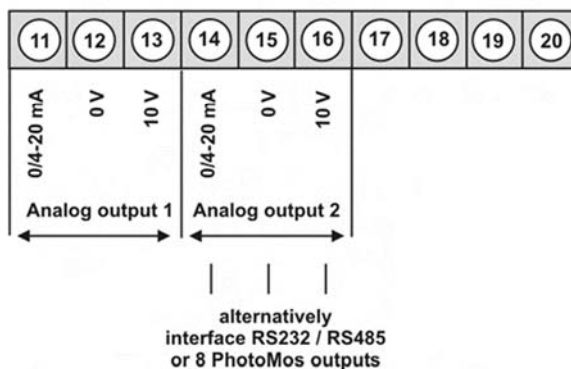 11 12 13 14 15 16 17 18 19 20
0/4-20 mA 0 V 10 V 0/4-20 mA 0 V 10 V
Analog output 1 Analog output 2
alternatively
interface RS232 / RS485
or 8 PhotoMos outputs